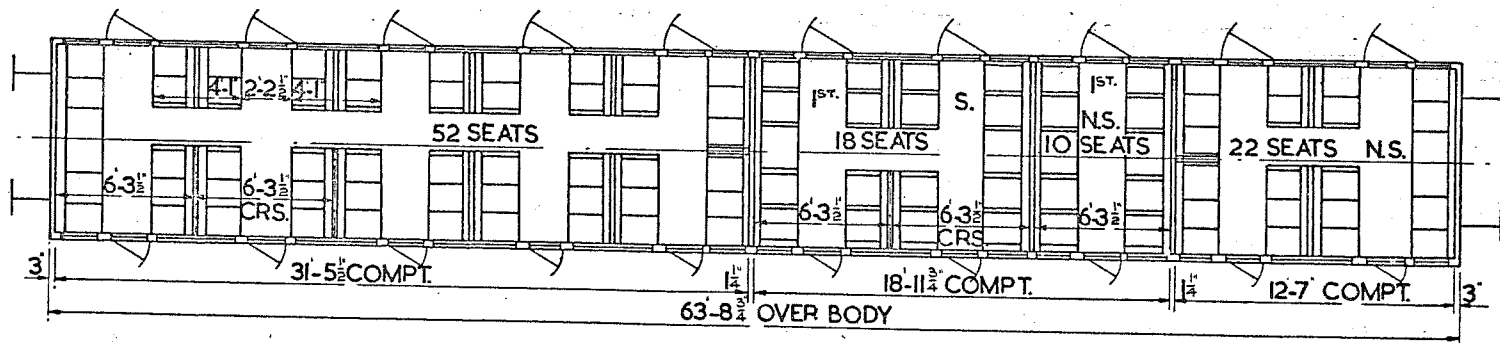 4'-1" 2'-2½" 4'-1"
1ST.
S.
1ST.
N.S.
52 SEATS
18 SEATS
10 SEATS
22 SEATS N.S.
6'-3½"
6'-3½"
CRS.
6'-3½"
6'-3½"
CRS.
6'-3½"
3"
31'-5½" COMPT.
1¼"
18'-11¾" COMPT.
1¼"
12'-7" COMPT.
3"
63'-8¾" OVER BODY